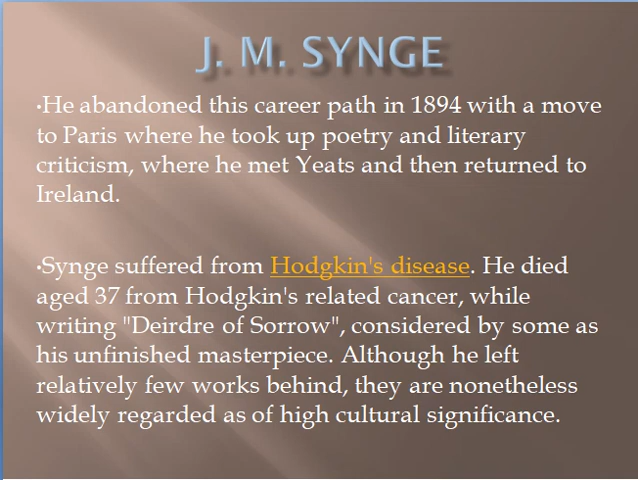 J. M. SYNGE
•He abandoned this career path in 1894 with a move
to Paris where he took up poetry and literary
criticism, where he met Yeats and then returned to
Ireland.
•Synge suffered from Hodgkin's disease. He died
aged 37 from Hodgkin's related cancer, while
writing "Deirdre of Sorrow", considered by some as
his unfinished masterpiece. Although he left
relatively few works behind, they are nonetheless
widely regarded as of high cultural significance.